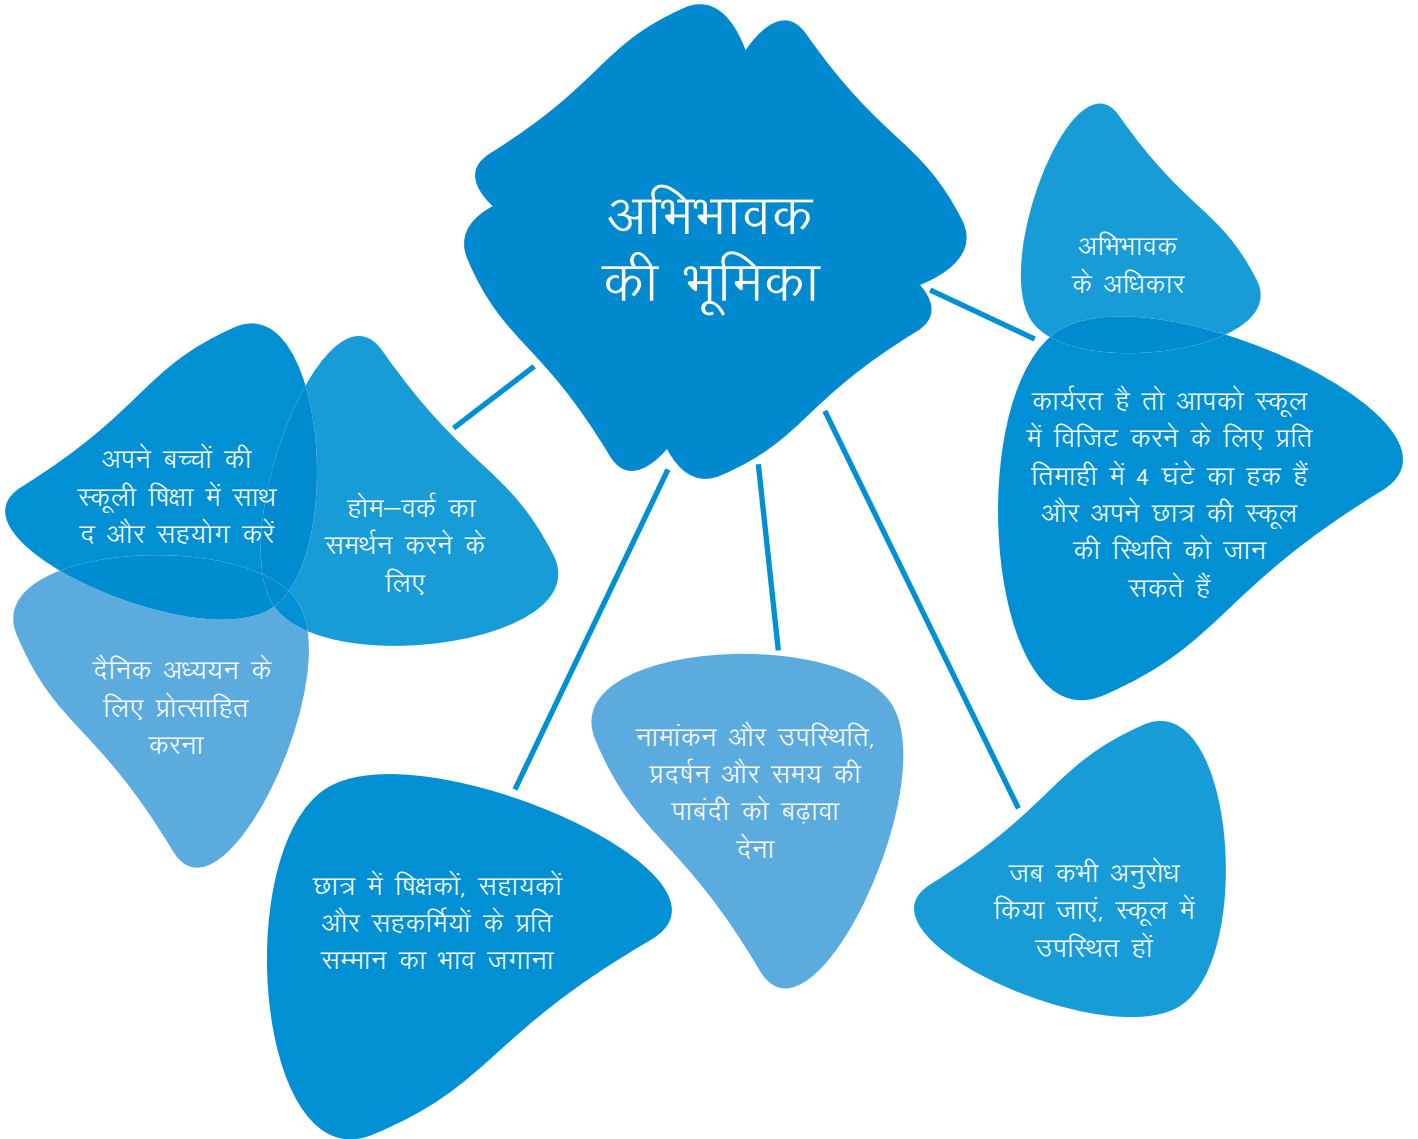 अभिभावक
की भूमिका
अभिभावक
के अधिकार
कार्यरत है तो आपको स्कूल
में विजिट करने के लिए प्रति
तिमाही में 4 घंटे का हक हैं
और अपने छात्र की स्कूल
की स्थिति को जान
सकते हैं
अपने बच्चों की
स्कूली षिक्षा में साथ
द और सहयोग करें
होम–वर्क का
समर्थन करने के
लिए
दैनिक अध्ययन के
लिए प्रोत्साहित
करना
छात्र में षिक्षकों, सहायकों
और सहकर्मियों के प्रति
सम्मान का भाव जगाना
नामांकन और उपस्थिति,
प्रदर्षन और समय की
पाबंदी को बढ़ावा
देना
जब कभी अनुरोध
किया जाएं, स्कूल में
उपस्थित हों